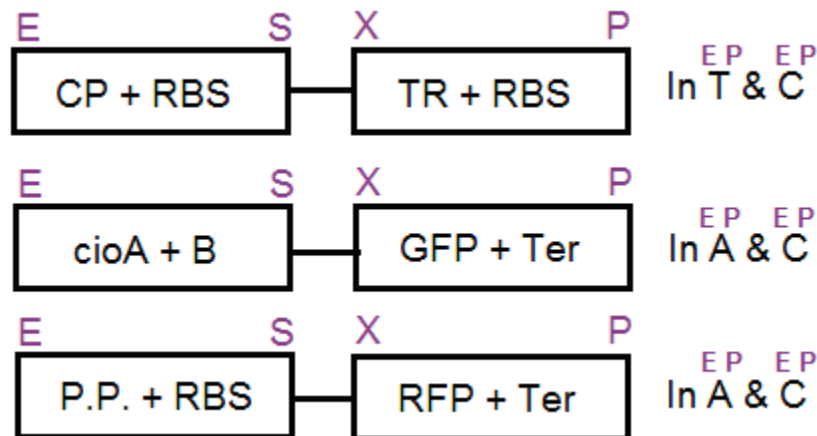 E S X P
CP + RBS TR + RBS In T & C EP EP
E S X P
cioA + B GFP + Ter In A & C EP EP
E S X P
P.P. + RBS RFP + Ter In A & C EP EP